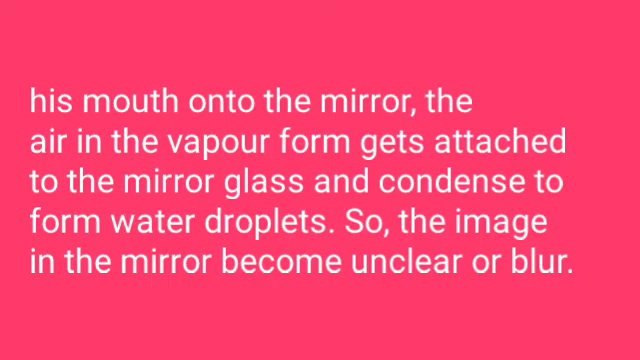 his mouth onto the mirror, the
air in the vapour form gets attached
to the mirror glass and condense to
form water droplets. So, the image
in the mirror become unclear or blur.